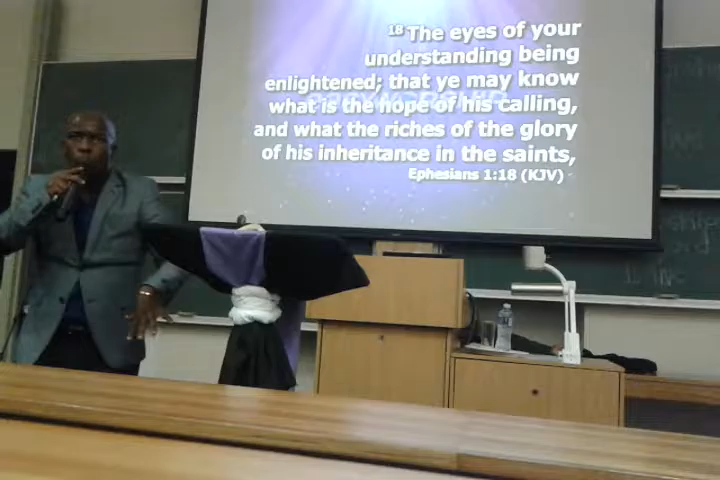 18 The eyes of your
understanding being
enlightened; that ye may know
what is the hope of his calling,
and what the riches of the glory
of his inheritance in the saints,
Ephesians 1:18 (KJV)